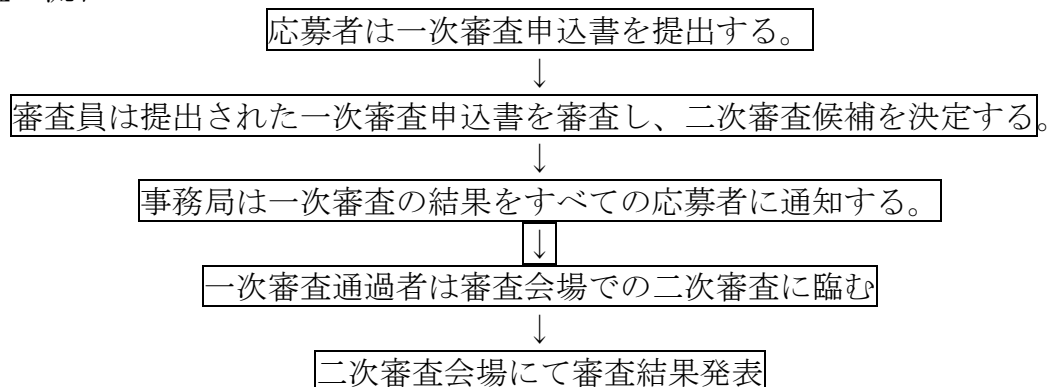 応募者は一次審査申込書を提出する。
↓
審査員は提出された一次審査申込書を審査し、二次審査候補を決定する。
↓
事務局は一次審査の結果をすべての応募者に通知する。
↓
一次審査通過者は審査会場での二次審査に臨む
↓
二次審査会場にて審査結果発表